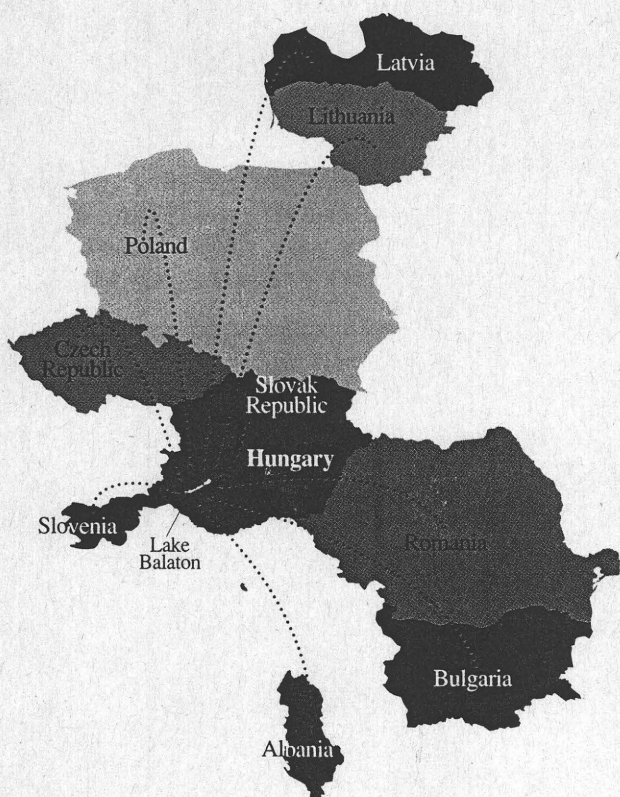 Latvia
Lithuania
Poland
Czech
Republic
Slovak
Republic
Hungary
Slovenia
Lake
Balaton
Romania
Bulgaria
Albania